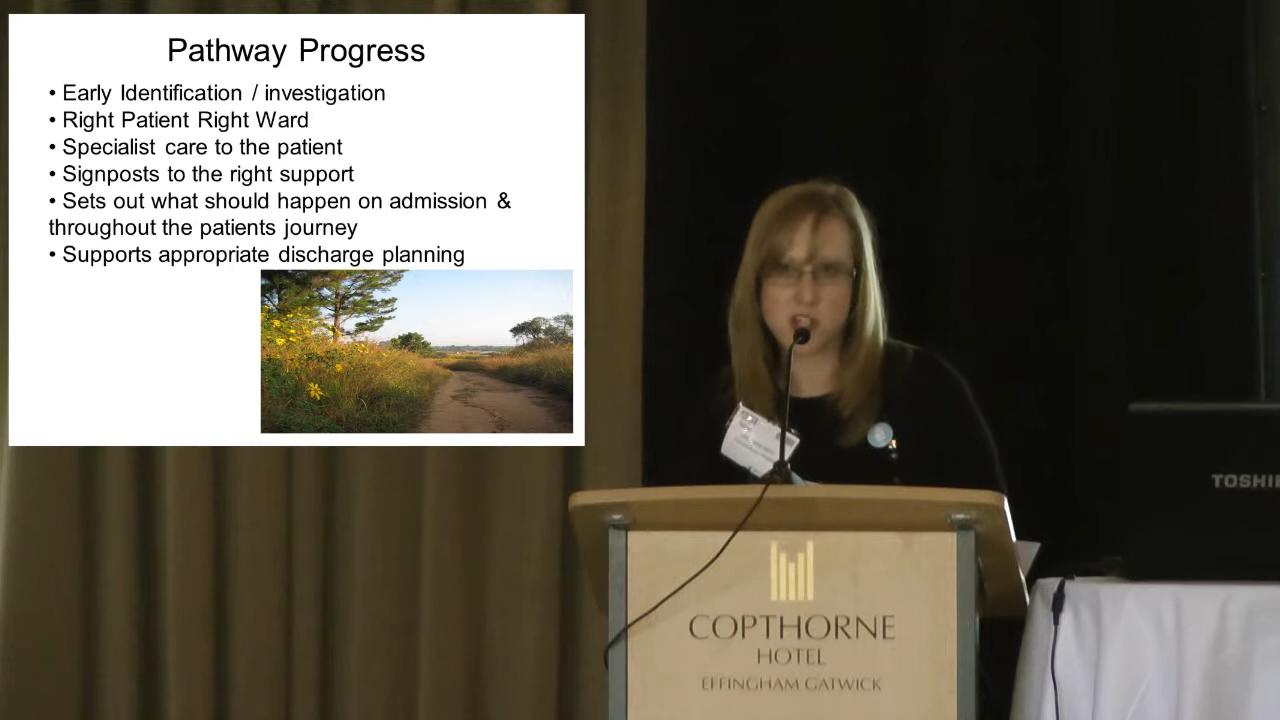 Pathway Progress
• Early Identification / investigation
• Right Patient Right Ward
• Specialist care to the patient
• Signposts to the right support
• Sets out what should happen on admission &
throughout the patients journey
• Supports appropriate discharge planning
TOSHI
COPTHORNE
HOTEL
EFFINGHAM GATWICK